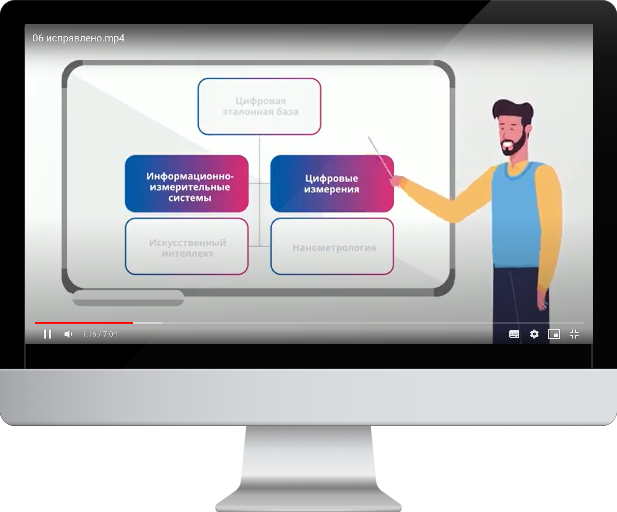 06 исправлено.mp4
Цифровая
эталонная база
Информационно-
измерительные
системы
Цифровые
измерения
Искусственный
интеллект
Нанометрология